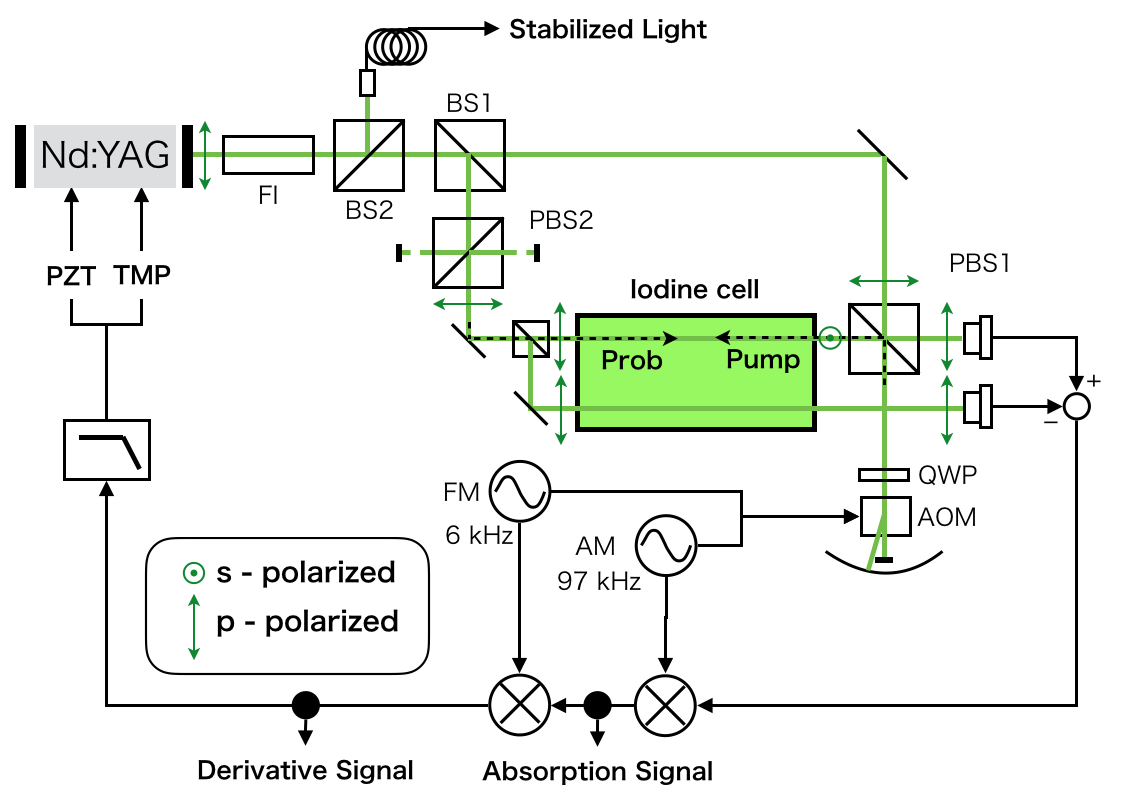 Stabilized Light
BS1
Nd:YAG
FI
BS2
PBS2
PZT TMP
PBS1
Iodine cell
Prob
Pump
+
−
QWP
FM
6 kHz
AOM
AM
97 kHz
s - polarized
p - polarized
Derivative Signal
Absorption Signal